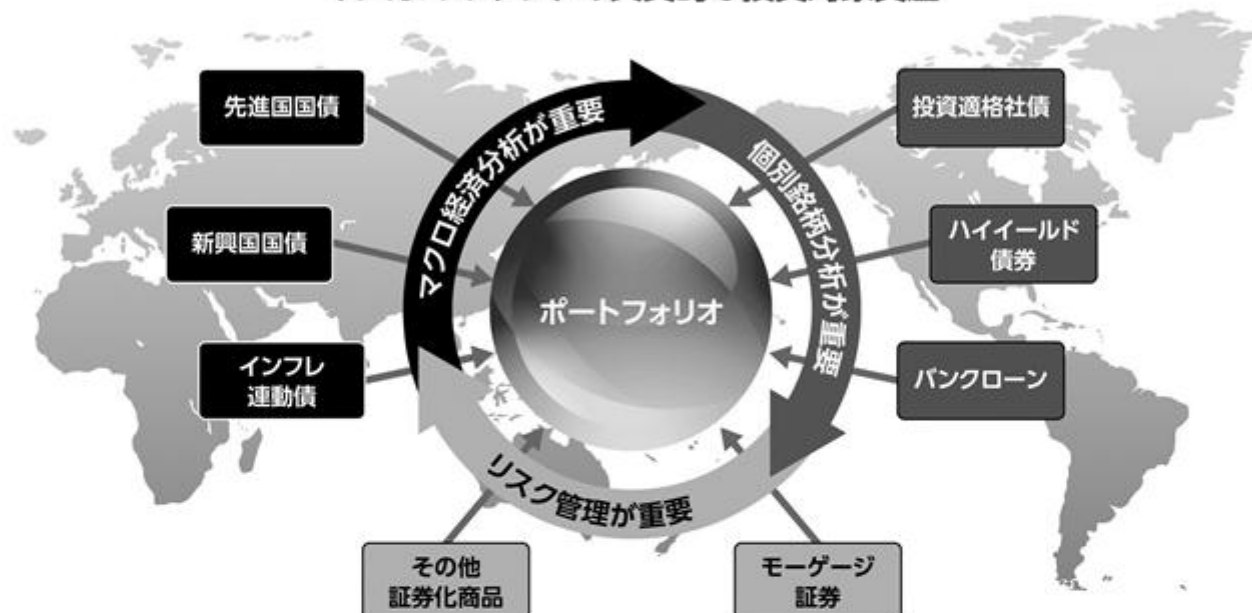 先進国国債
新興国国債
インフレ
連動債
マクロ経済分析が重要
ポートフォリオ
個別銘柄分析が重要
リスク管理が重要
投資適格社債
ハイイールド
債券
バンクローン
その他
証券化商品
モーゲージ
証券